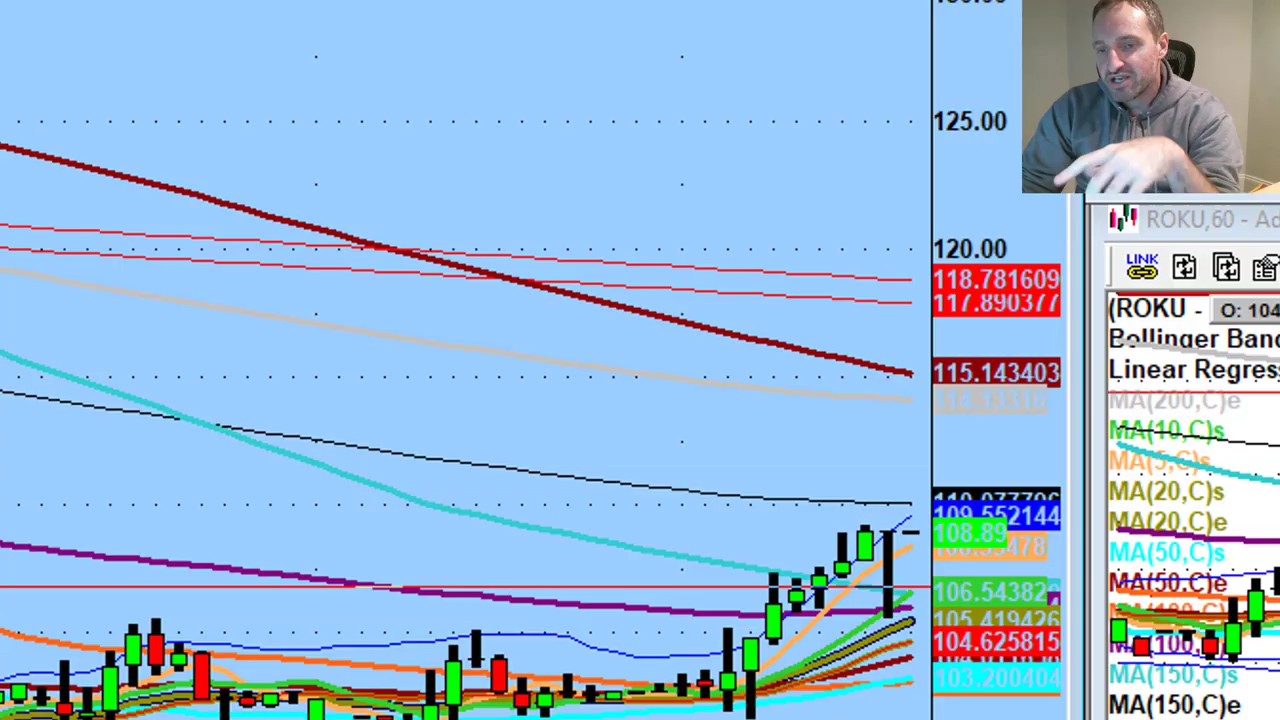 125.00
120.00
118.781609
117.890377
115.143403
109.552144
108.89
106.54382
105.419426
104.625815
103.200404
ROKU,60 - Ad
LINK
(ROKU -
O: 104
Bollinger Band
Linear Regres
MA(200,C)e
MA(10,C)s
MA(5,C)s
MA(20,C)s
MA(20,C)e
MA(50,C)s
MA(50,C)e
MA(150,C)s
MA(150,C)e